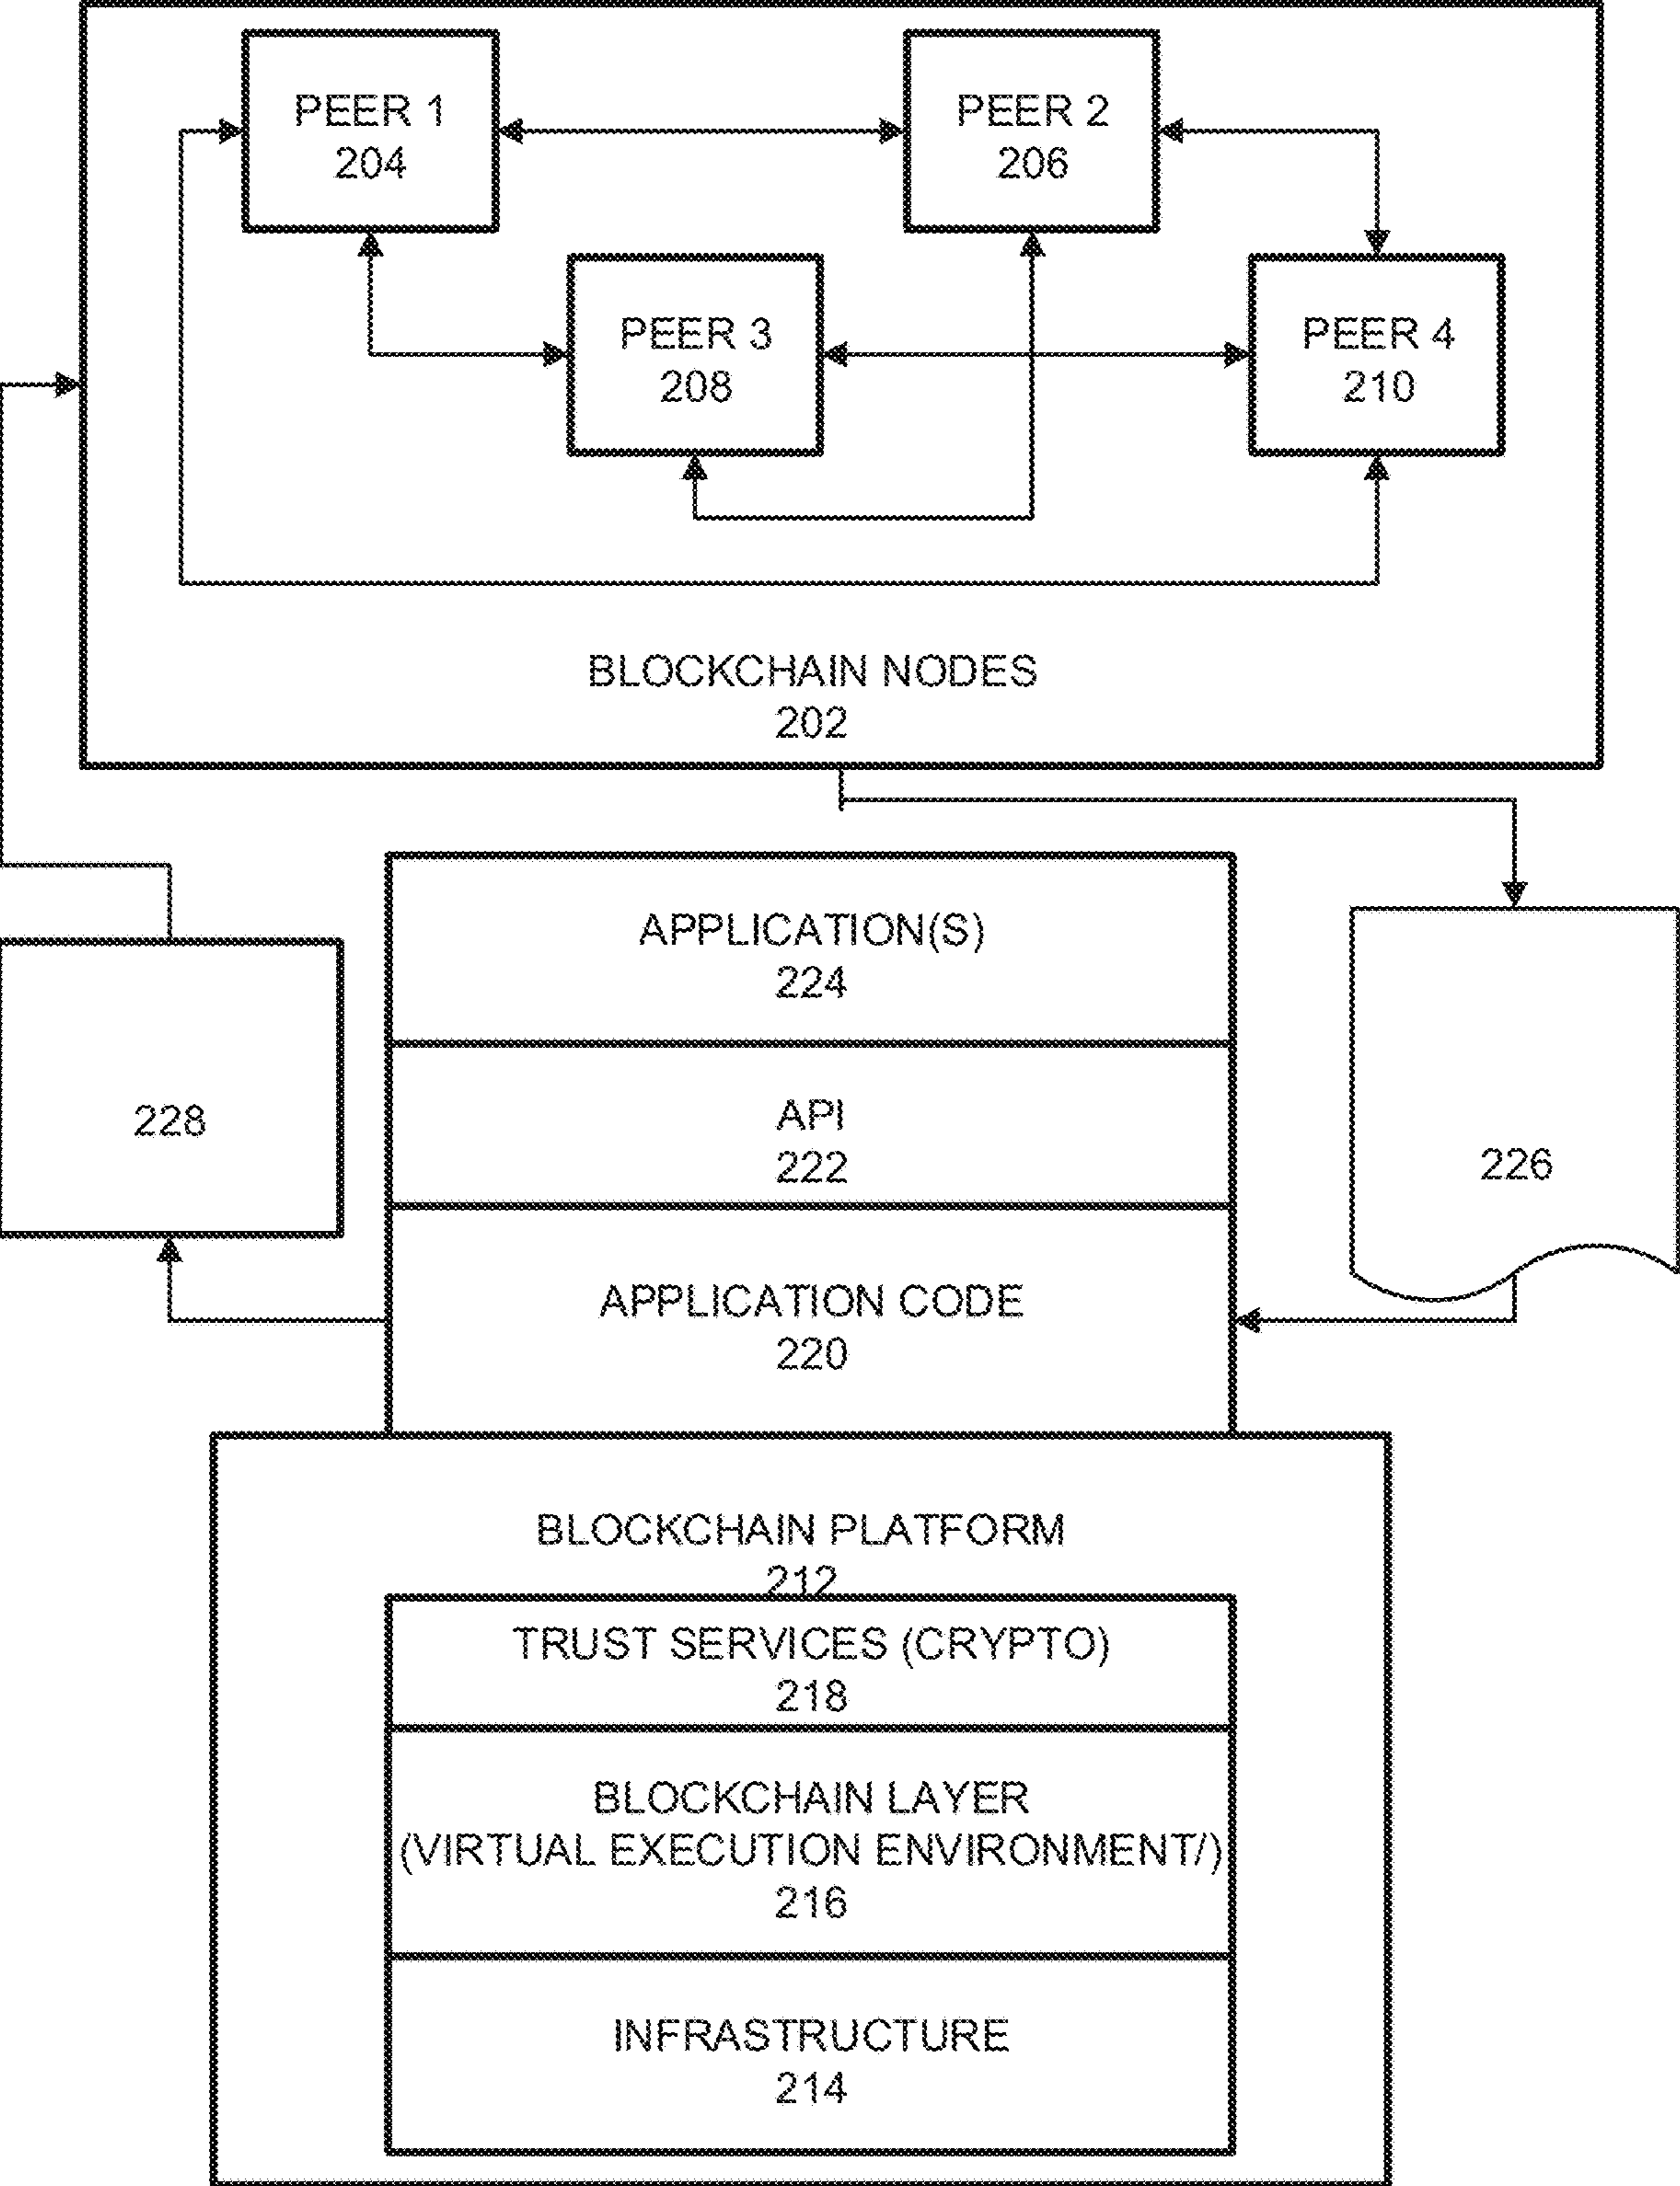 PEER 1
204
PEER 2
206
PEER 3
208
PEER 4
210
BLOCKCHAIN NODES
202
APPLICATION(S)
224
API
222
228
226
APPLICATION CODE
220
BLOCKCHAIN PLATFORM
212
TRUST SERVICES (CRYPTO)
218
BLOCKCHAIN LAYER
(VIRTUAL EXECUTION ENVIRONMENT/)
216
INFRASTRUCTURE
214